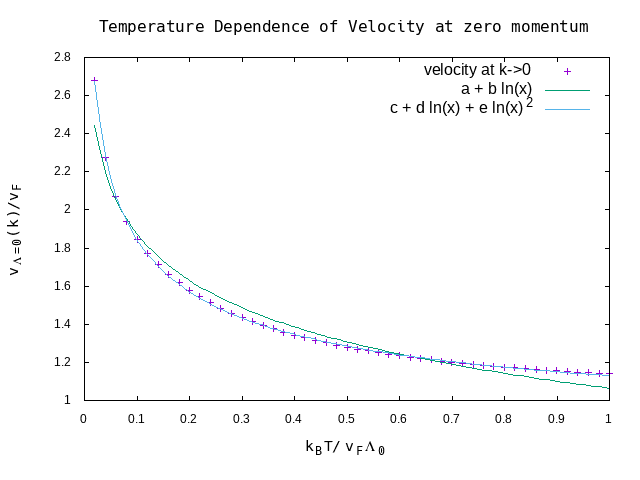 Temperature Dependence of Velocity at zero momentum
2.8
2.6
2.4
2.2
2
1.8
1.6
1.4
1.2
1
velocity at k->0
a + b ln(x)
c + d ln(x) + e ln(x)²
v_Λ=0(k)/v_F
0 0.1 0.2 0.3 0.4 0.5 0.6 0.7 0.8 0.9 1
k_BT/ v_FΛ_0